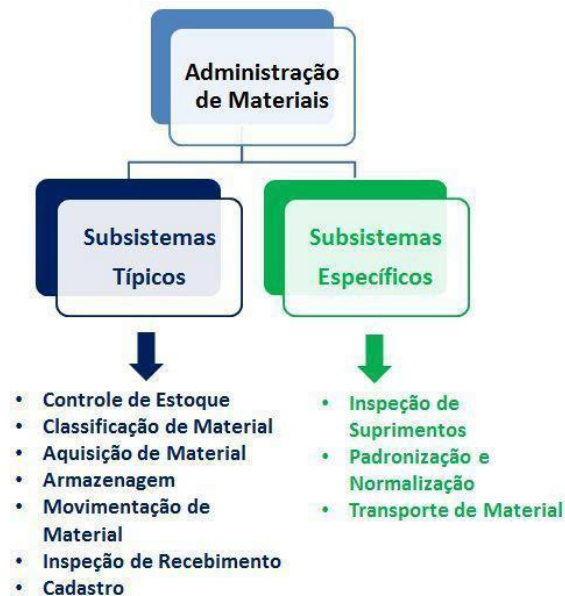 Administração
de Materiais
Subsistemas
Típicos
Subsistemas
Específicos
• Controle de Estoque
• Classificação de Material
• Aquisição de Material
• Armazenagem
• Movimentação de
Material
• Inspeção de Recebimento
• Cadastro
• Inspeção de
Suprimentos
• Padronização e
Normalização
• Transporte de Material